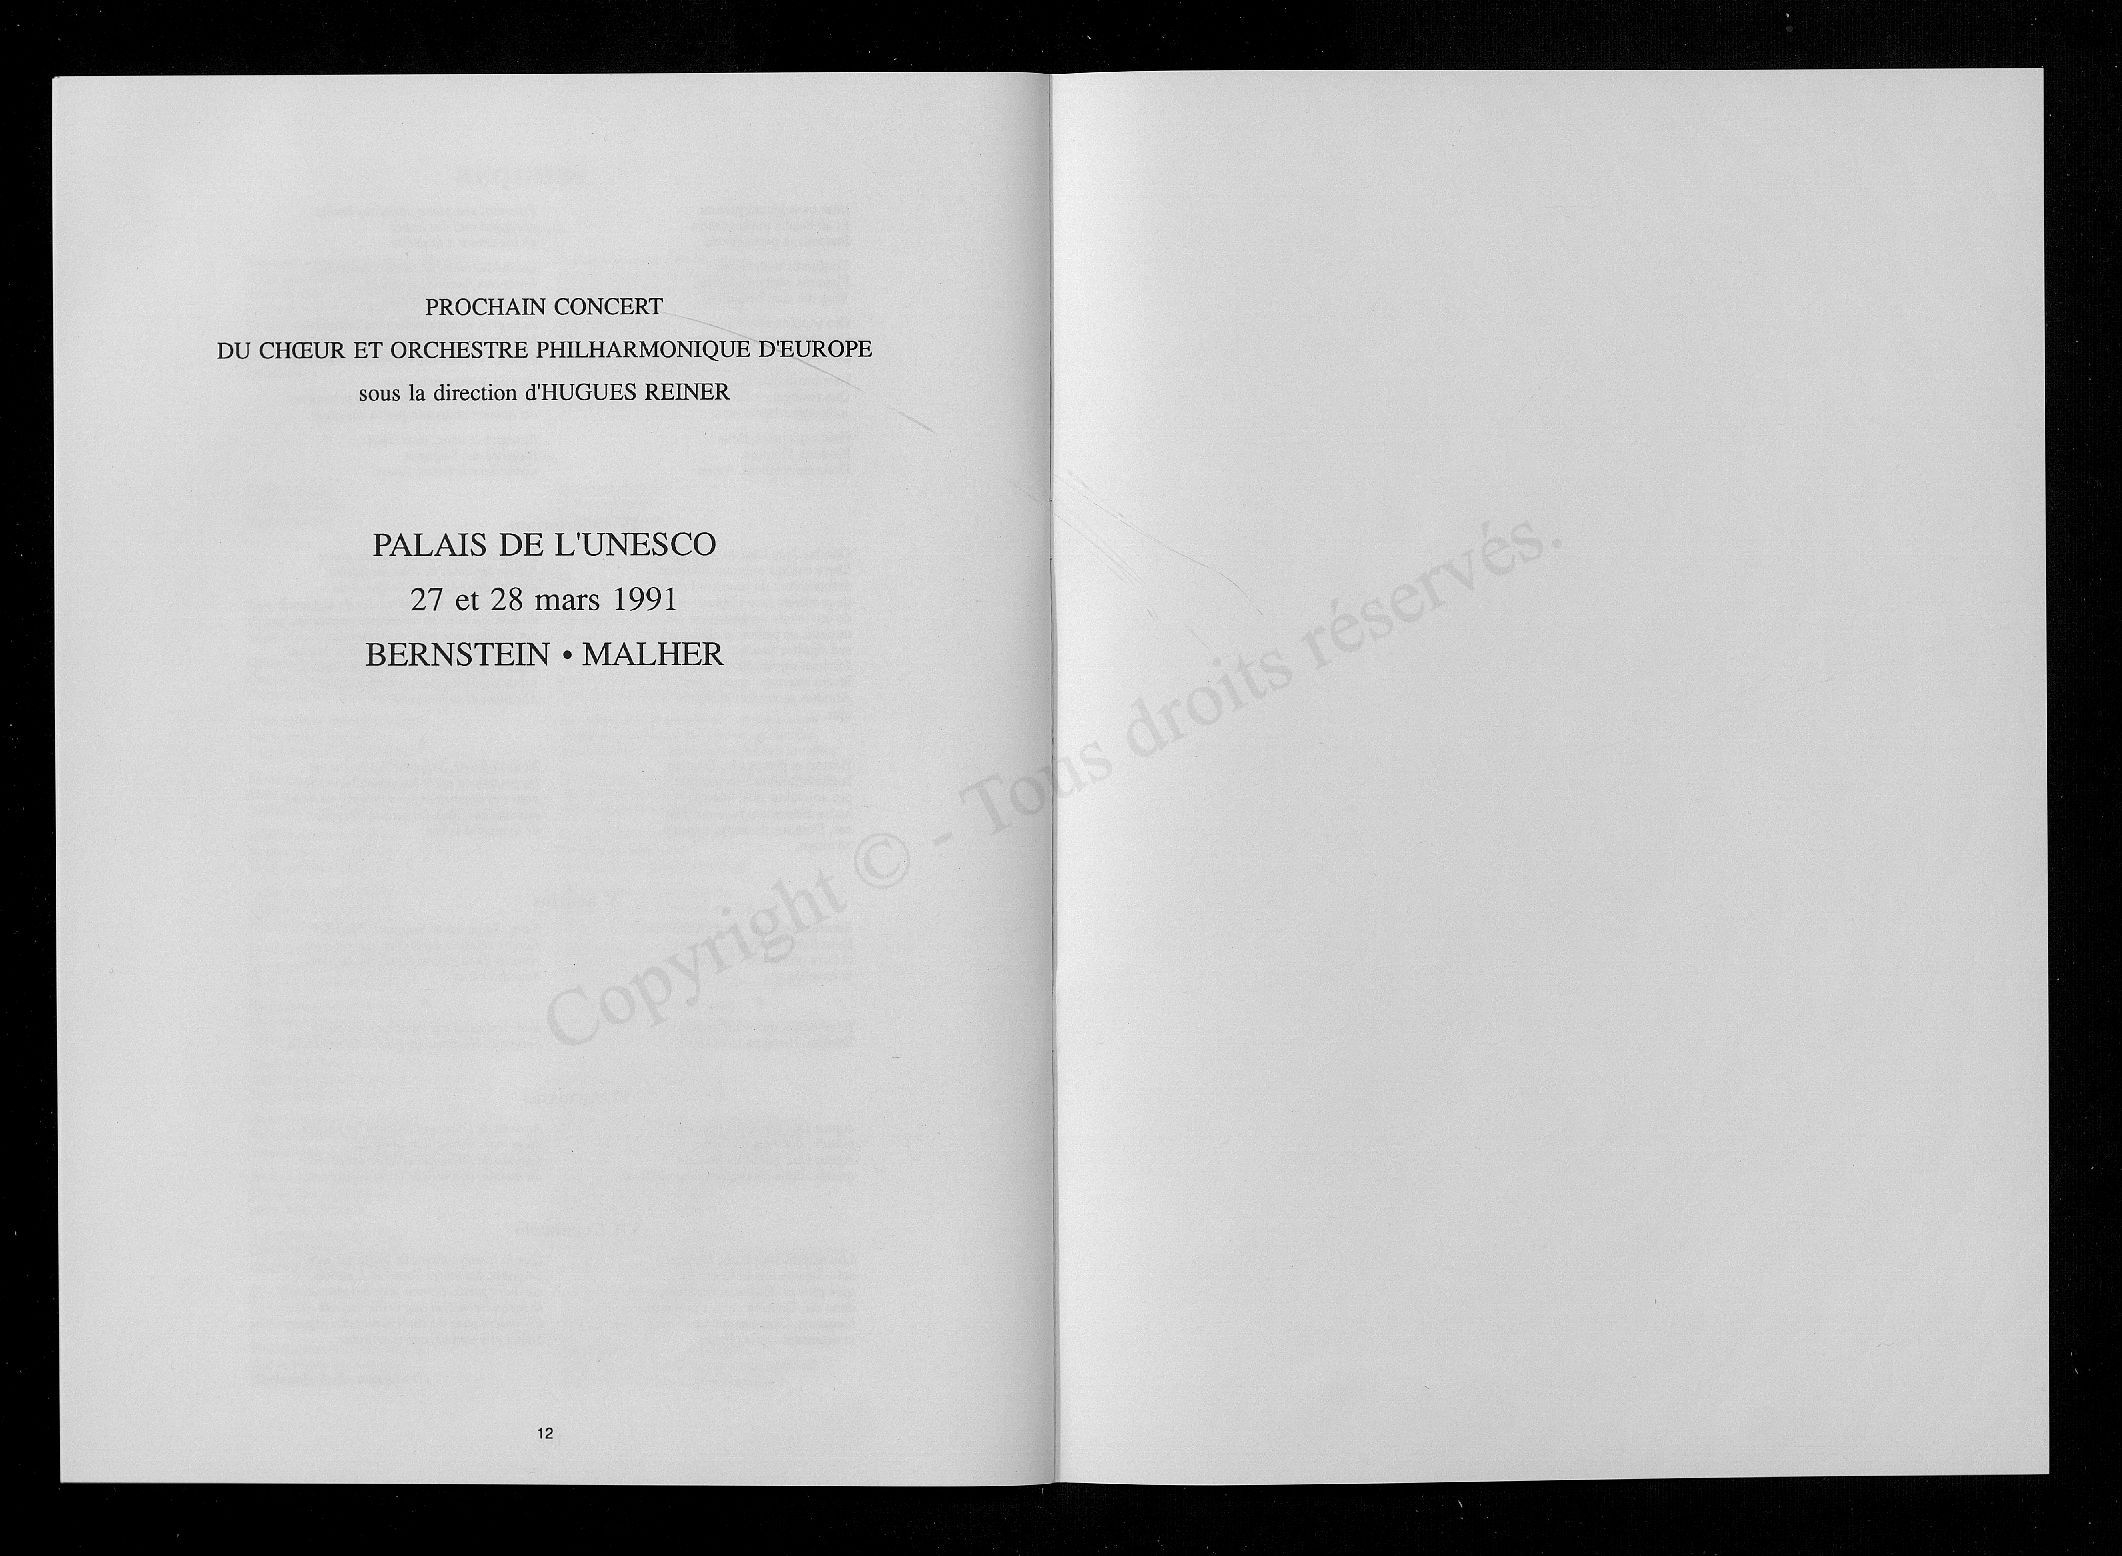 PROCHAIN CONCERT
DU CHŒUR ET ORCHESTRE PHILHARMONIQUE D'EUROPE
sous la direction d'HUGUES REINER
PALAIS DE L'UNESCO
27 et 28 mars 1991
BERNSTEIN • MALHER
Copyright © - Tous droits réservés.
12